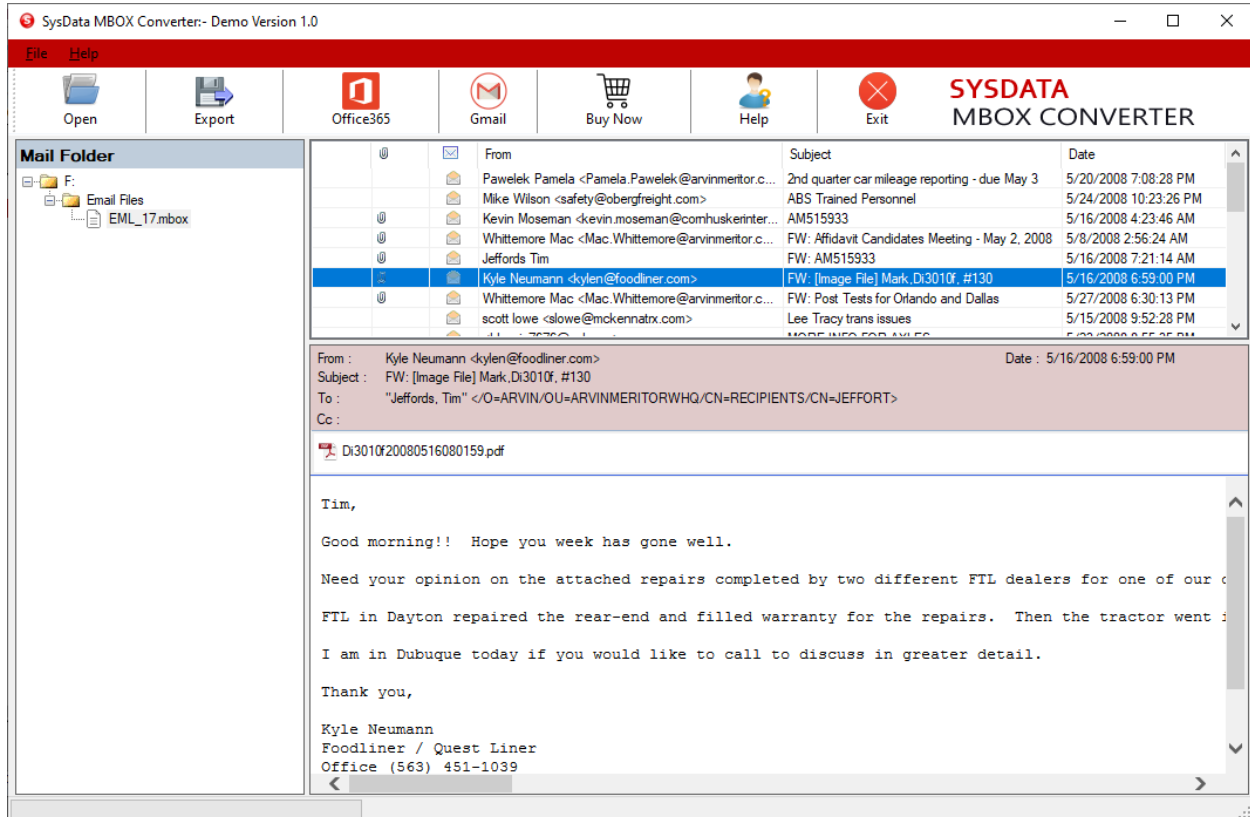 SysData MBOX Converter:- Demo Version 1.0
File Help
Open Export Office365 Gmail Buy Now Help Exit
SYSDATA
MBOX CONVERTER
Mail Folder
F:
Email Files
EML_17.mbox
From Subject Date
Pawelek Pamela <Pamela.Pawelek@arvinmeritor.c... 2nd quarter car mileage reporting - due May 3 5/20/2008 7:08:28 PM
Mike Wilson <safety@obergfreight.com> ABS Trained Personnel 5/24/2008 10:23:26 PM
Kevin Moseman <kevin.moseman@cornhuskerinter... AM515933 5/16/2008 4:23:46 AM
Whittemore Mac <Mac.Whittemore@arvinmeritor.c... FW: Affidavit Candidates Meeting - May 2, 2008 5/8/2008 2:56:24 AM
Jeffords Tim FW: AM515933 5/16/2008 7:21:14 AM
Kyle Neumann <kylen@foodliner.com> FW: [Image File] Mark,Di3010f, #130 5/16/2008 6:59:00 PM
Whittemore Mac <Mac.Whittemore@arvinmeritor.c... FW: Post Tests for Orlando and Dallas 5/27/2008 6:30:13 PM
scott lowe <slowe@mckennatrx.com> Lee Tracy trans issues 5/15/2008 9:52:28 PM
MORE INFO FOR AXLES
From : Kyle Neumann <kylen@foodliner.com> Date : 5/16/2008 6:59:00 PM
Subject : FW: [Image File] Mark,Di3010f, #130
To : "Jeffords, Tim" </O=ARVIN/OU=ARVINMERITORWHQ/CN=RECIPIENTS/CN=JEFFORT>
Cc :
Di3010f20080516080159.pdf
Tim,
Good morning!! Hope you week has gone well.
Need your opinion on the attached repairs completed by two different FTL dealers for one of our
FTL in Dayton repaired the rear-end and filled warranty for the repairs. Then the tractor went
I am in Dubuque today if you would like to call to discuss in greater detail.
Thank you,
Kyle Neumann
Foodliner / Quest Liner
Office (563) 451-1039